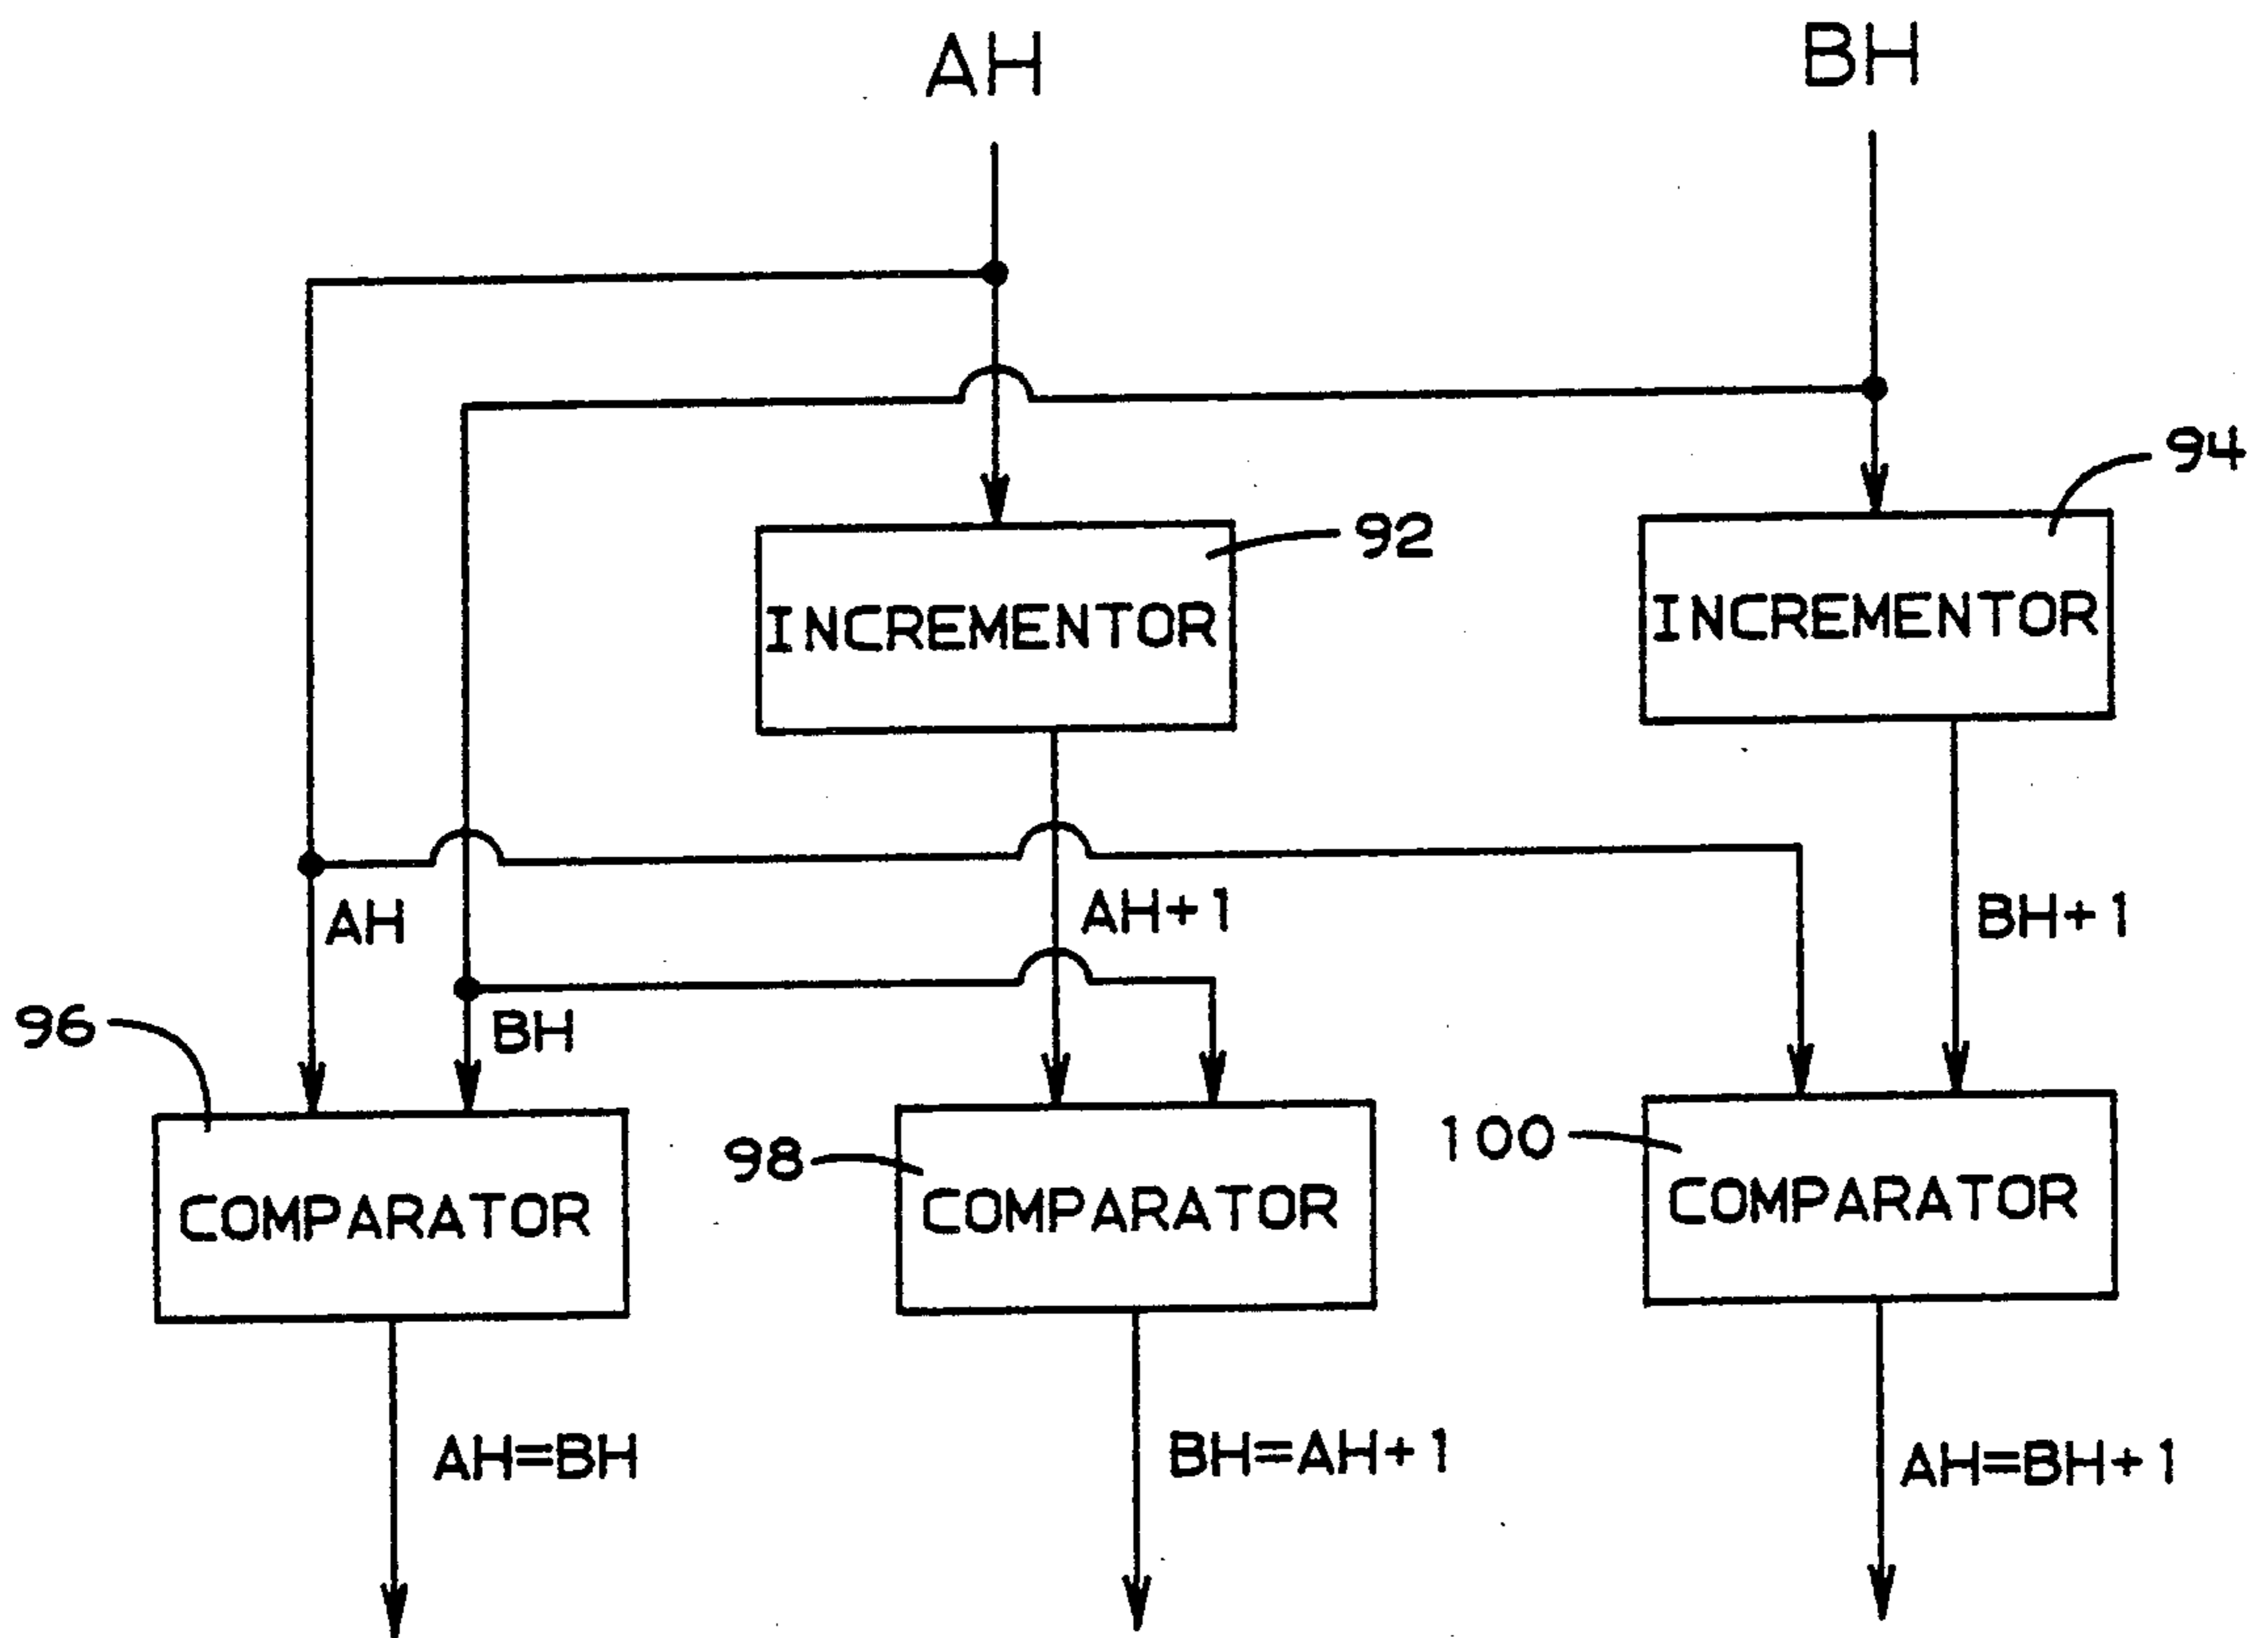 AH
BH
94
92
INCREMENTOR
INCREMENTOR
AH
AH+1
BH+1
BH
96
98
100
COMPARATOR
COMPARATOR
COMPARATOR
AH=BH
BH=AH+1
AH=BH+1